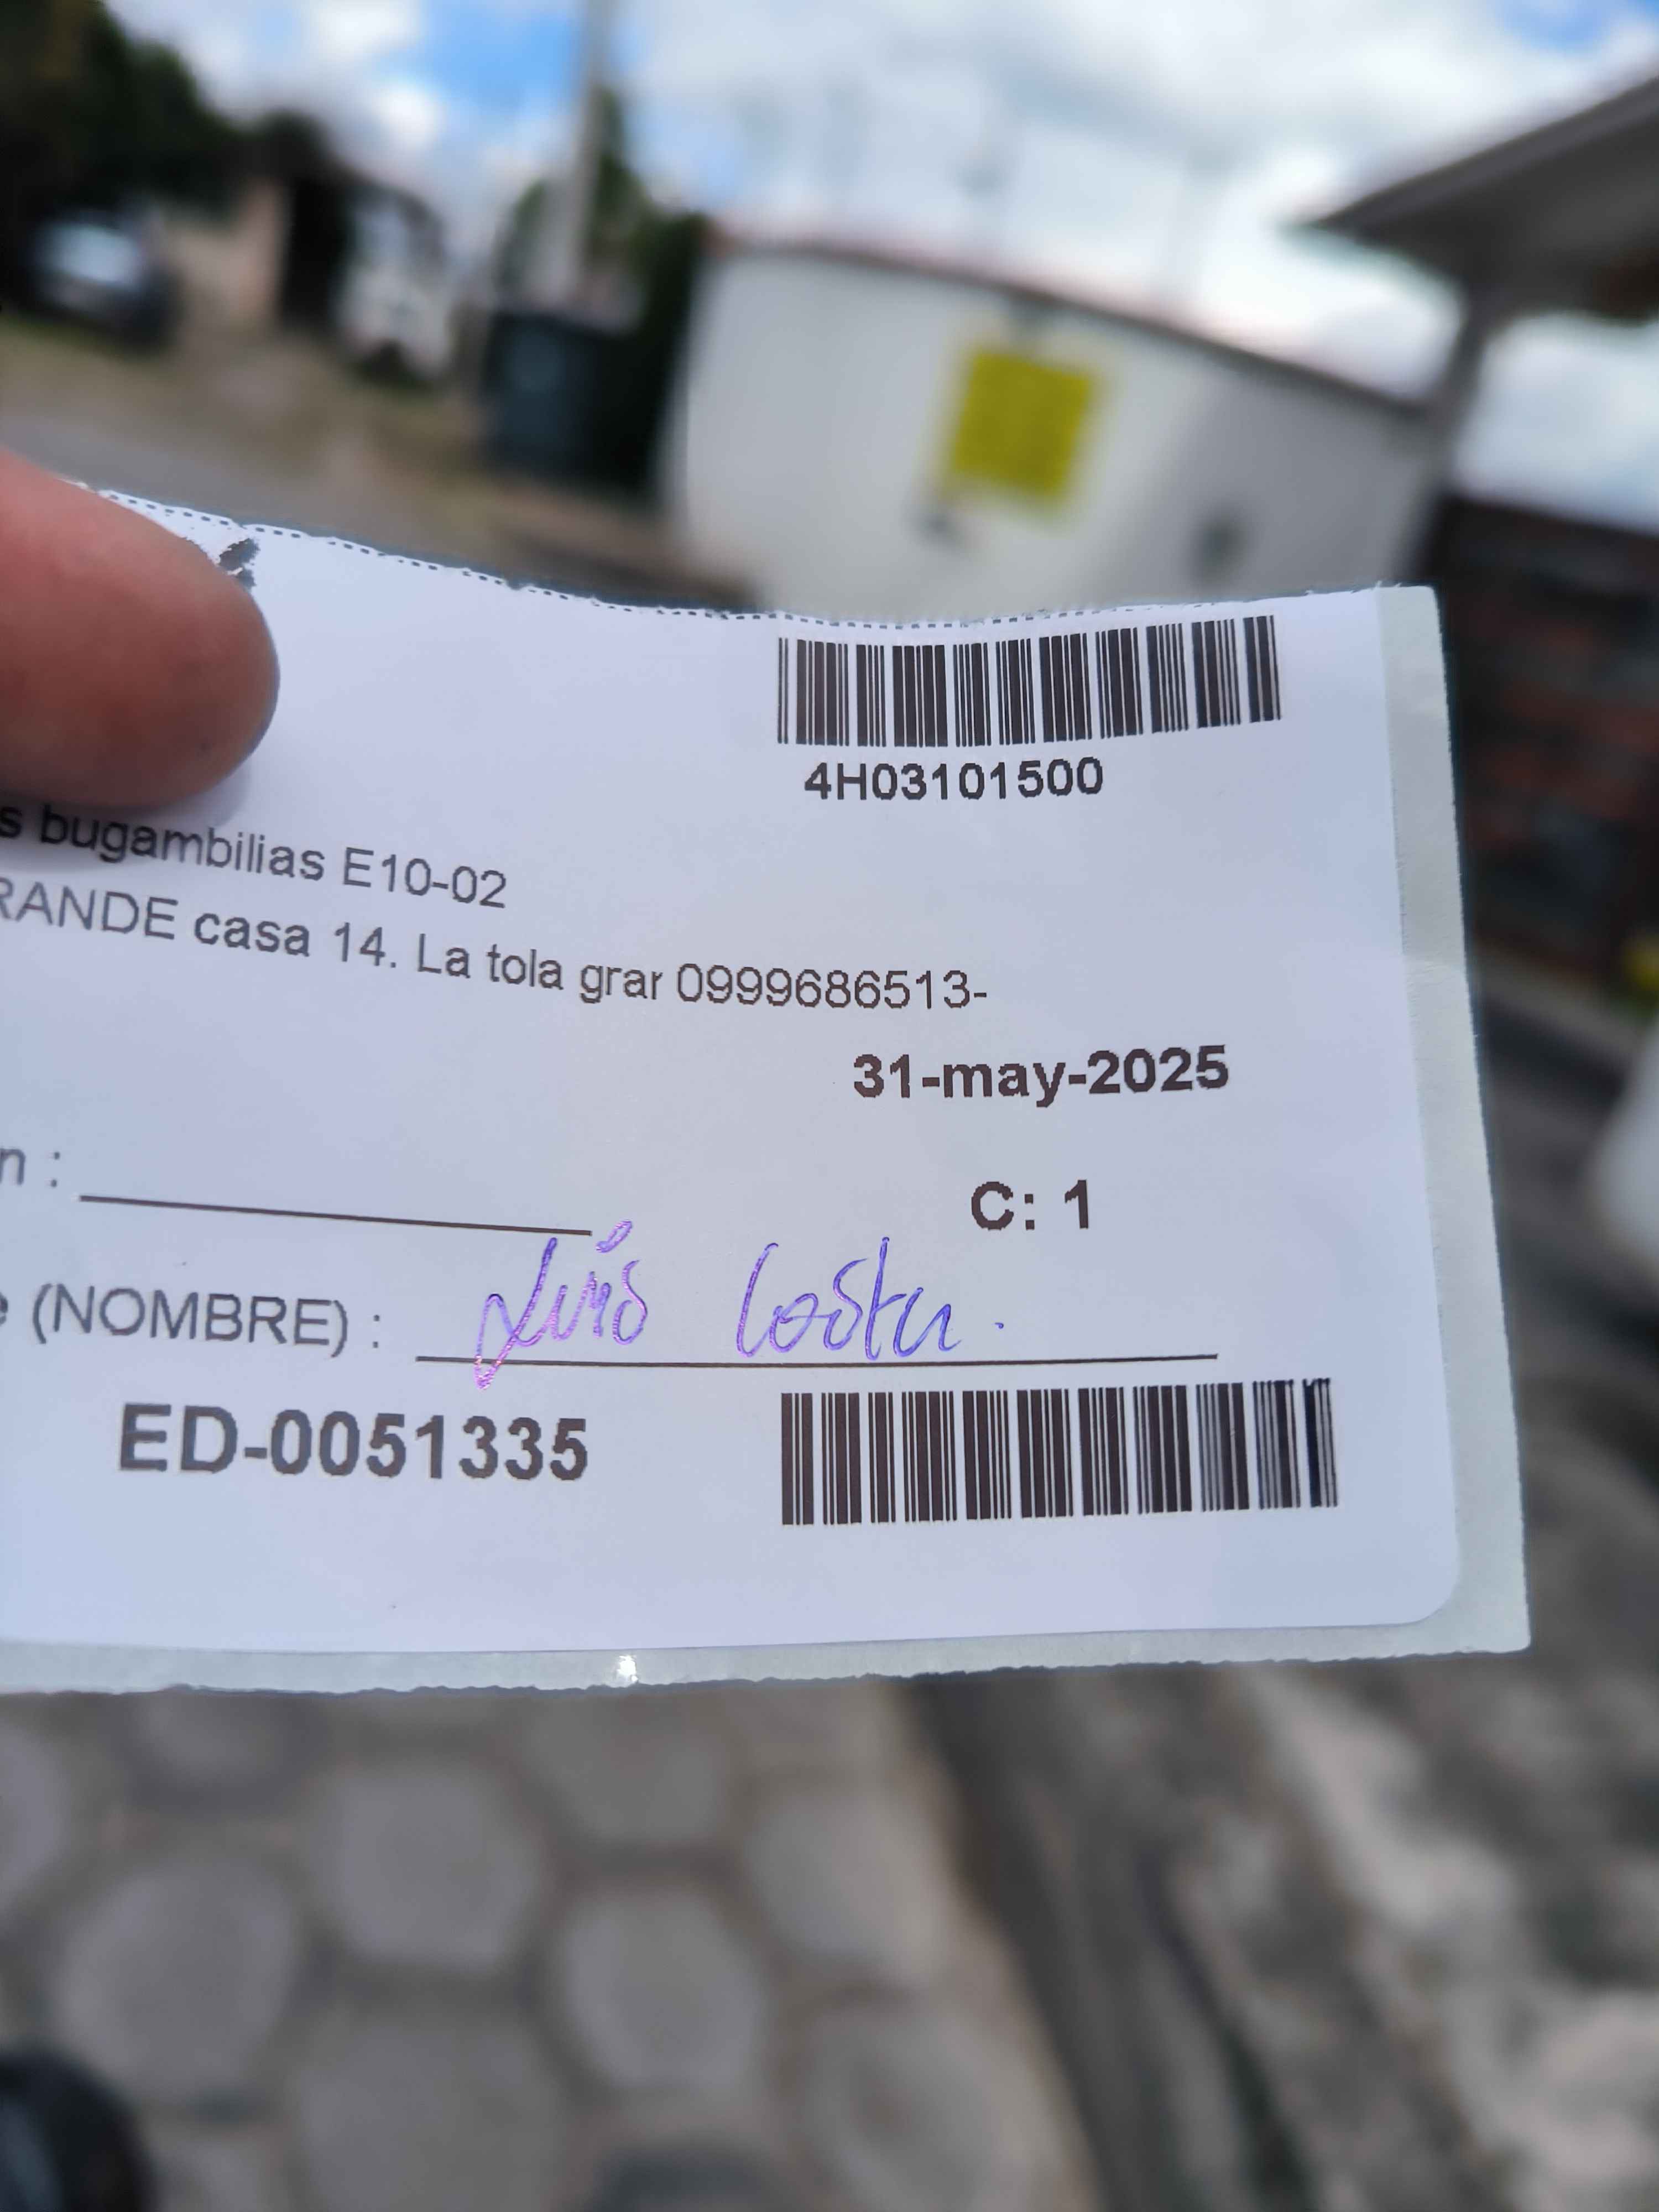 4H03101500
s bugambilias E10-02
RANDE casa 14. La tola grar 0999686513-
31-may-2025
n :
C: 1
e (NOMBRE) : Luis Costa.
ED-0051335